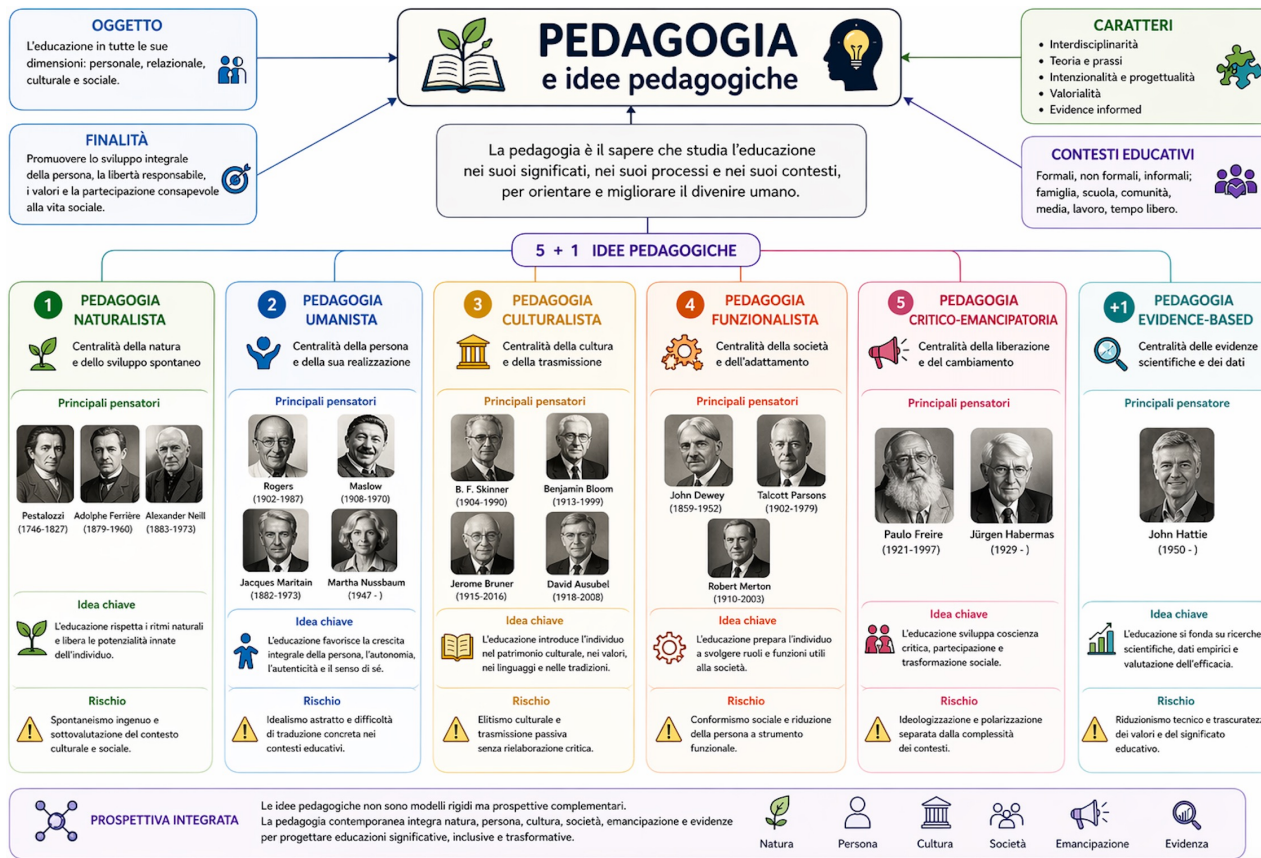 OGGETTO
L'educazione in tutte le sue
dimensioni: personale, relazionale,
culturale e sociale.
FINALITÀ
Promuovere lo sviluppo integrale
della persona, la libertà responsabile,
i valori e la partecipazione consapevole
alla vita sociale.
PEDAGOGIA
e idee pedagogiche
La pedagogia è il sapere che studia l'educazione
nei suoi significati, nei suoi processi e nei suoi contesti,
per orientare e migliorare il divenire umano.
CARATTERI
• Interdisciplinarità
• Teoria e prassi
• Intenzionalità e progettualità
• Valorialità
• Evidence informed
CONTESTI EDUCATIVI
Formali, non formali, informali;
famiglia, scuola, comunità,
media, lavoro, tempo libero.
5 + 1 IDEE PEDAGOGICHE
1 PEDAGOGIA
NATURALISTA
Centralità della natura
e dello sviluppo spontaneo
Principali pensatori
Pestalozzi
(1746-1827)
Adolphe Ferrière
(1879-1960)
Alexander Neill
(1883-1973)
Idea chiave
L'educazione rispetta i ritmi naturali
e libera le potenzialità innate
dell'individuo.
Rischio
Spontaneismo ingenuo e
sottovalutazione del contesto
culturale e sociale.
2 PEDAGOGIA
UMANISTA
Centralità della persona
e della sua realizzazione
Principali pensatori
Rogers
(1902-1987)
Maslow
(1908-1970)
Jacques Maritain
(1882-1973)
Martha Nussbaum
(1947 - )
Idea chiave
L'educazione favorisce la crescita
integrale della persona, l'autonomia,
l'autenticità e il senso di sé.
Rischio
Idealismo astratto e difficoltà
di traduzione concreta nei
contesti educativi.
3 PEDAGOGIA
CULTURALISTA
Centralità della cultura
e della trasmissione
Principali pensatori
B. F. Skinner
(1904-1990)
Benjamin Bloom
(1913-1999)
Jerome Bruner
(1915-2016)
David Ausubel
(1918-2008)
Idea chiave
L'educazione introduce l'individuo
nel patrimonio culturale, nei valori,
nei linguaggi e nelle tradizioni.
Rischio
Elitismo culturale e
trasmissione passiva
senza rielaborazione critica.
4 PEDAGOGIA
FUNZIONALISTA
Centralità della società
e dell'adattamento
Principali pensatori
John Dewey
(1859-1952)
Talcott Parsons
(1902-1979)
Robert Merton
(1910-2003)
Idea chiave
L'educazione prepara l'individuo
a svolgere ruoli e funzioni utili
alla società.
Rischio
Conformismo sociale e riduzione
della persona a strumento
funzionale.
5 PEDAGOGIA
CRITICO-EMANCIPATORIA
Centralità della liberazione
e del cambiamento
Principali pensatori
Paulo Freire
(1921-1997)
Jürgen Habermas
(1929 - )
Idea chiave
L'educazione sviluppa coscienza
critica, partecipazione e
trasformazione sociale.
Rischio
Ideologizzazione e polarizzazione
separata dalla complessità
dei contesti.
+1 PEDAGOGIA
EVIDENCE-BASED
Centralità delle evidenze
scientifiche e dei dati
Principali pensatore
John Hattie
(1950 - )
Idea chiave
L'educazione si fonda su ricerche
scientifiche, dati empirici e
valutazione dell'efficacia.
Rischio
Riduzionismo tecnico e trascuratezza
dei valori e del significato
educativo.
PROSPETTIVA INTEGRATA
Le idee pedagogiche non sono modelli rigidi ma prospettive complementari.
La pedagogia contemporanea integra natura, persona, cultura, società, emancipazione e evidenze
per progettare educazioni significative, inclusive e trasformative.
Natura
Persona
Cultura
Società
Emancipazione
Evidenza